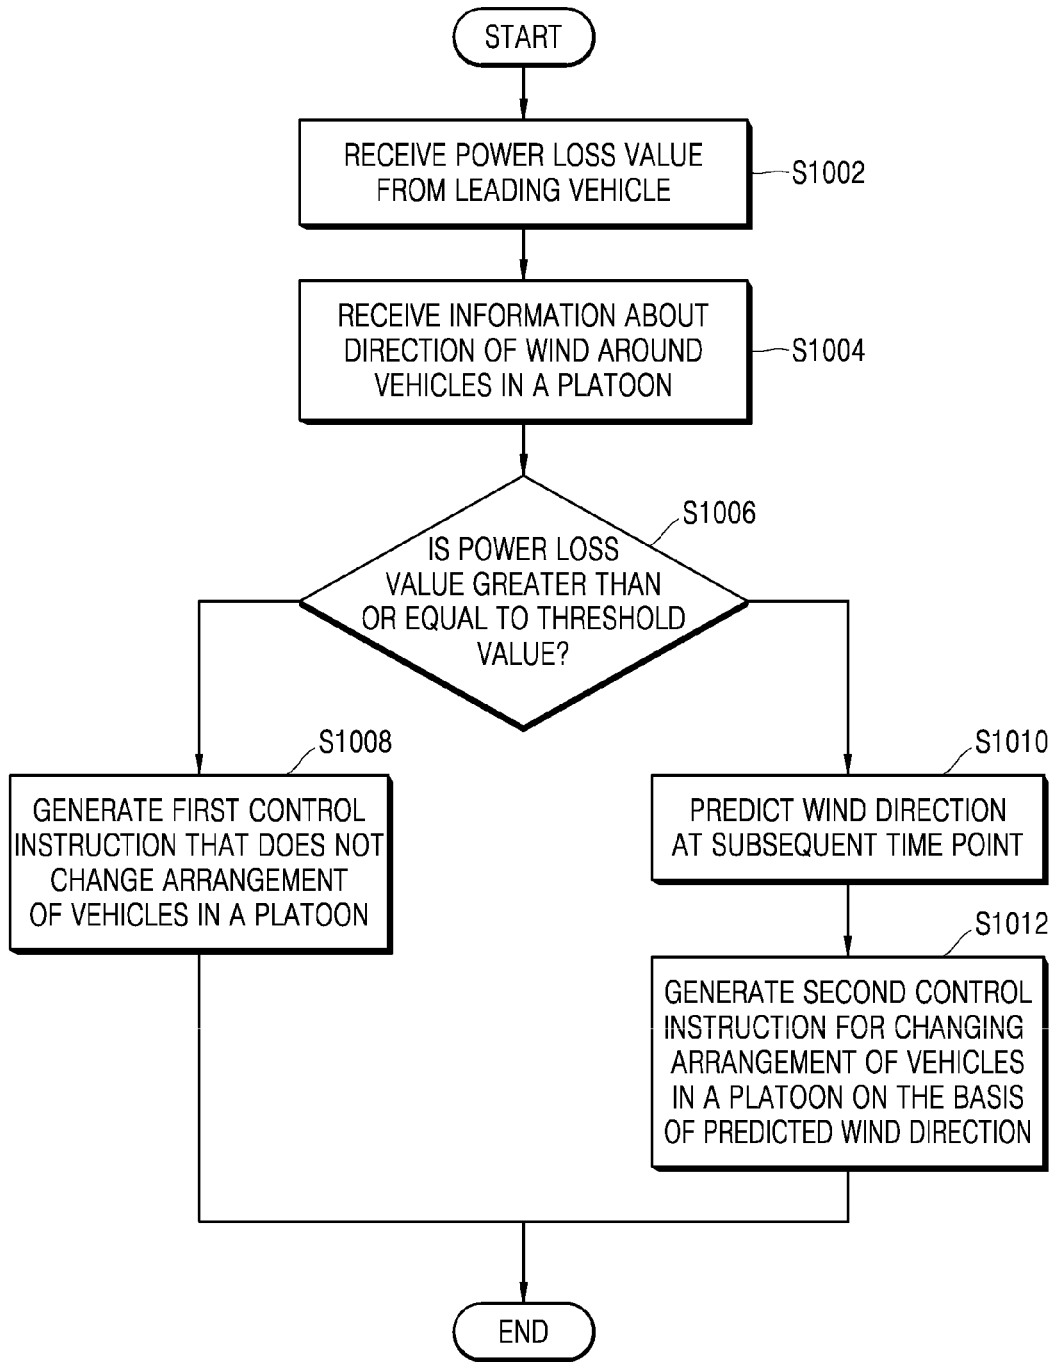 START
RECEIVE POWER LOSS VALUE
FROM LEADING VEHICLE
S1002
RECEIVE INFORMATION ABOUT
DIRECTION OF WIND AROUND
VEHICLES IN A PLATOON
S1004
S1006
IS POWER LOSS
VALUE GREATER THAN
OR EQUAL TO THRESHOLD
VALUE?
S1008
GENERATE FIRST CONTROL
INSTRUCTION THAT DOES NOT
CHANGE ARRANGEMENT
OF VEHICLES IN A PLATOON
S1010
PREDICT WIND DIRECTION
AT SUBSEQUENT TIME POINT
S1012
GENERATE SECOND CONTROL
INSTRUCTION FOR CHANGING
ARRANGEMENT OF VEHICLES
IN A PLATOON ON THE BASIS
OF PREDICTED WIND DIRECTION
END